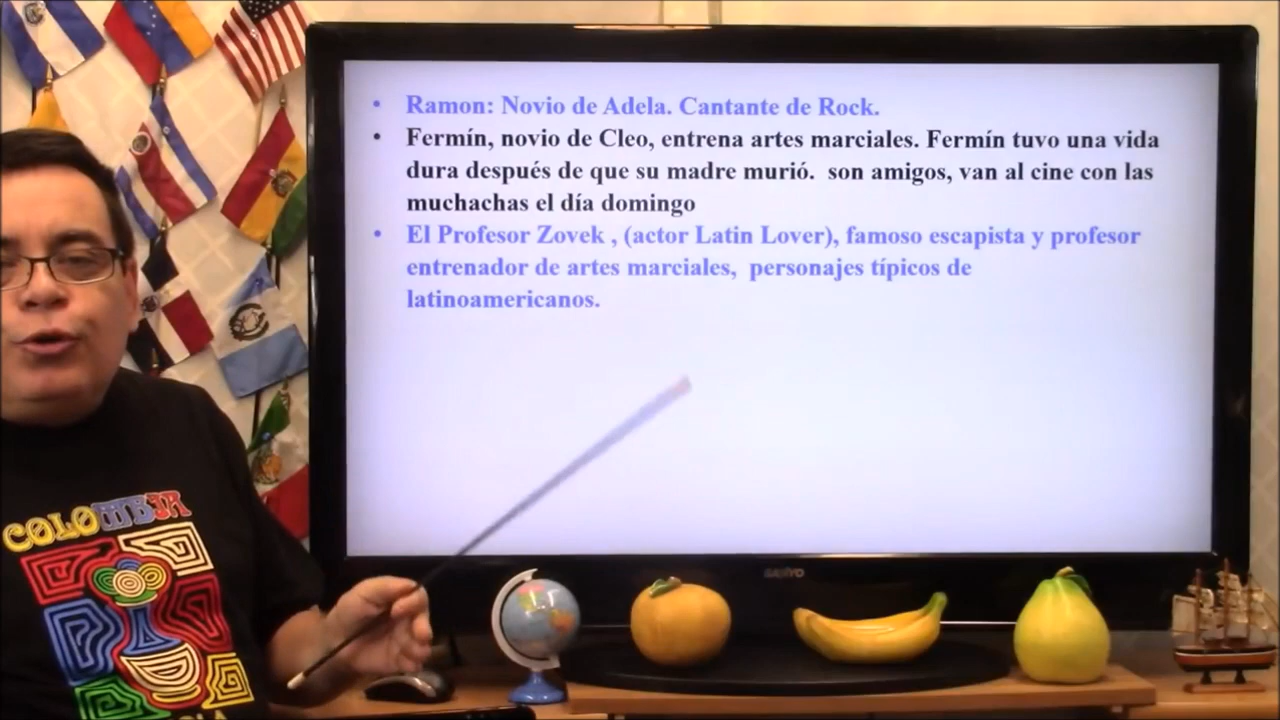 • Ramon: Novio de Adela. Cantante de Rock.
• Fermín, novio de Cleo, entrena artes marciales. Fermín tuvo una vida
dura después de que su madre murió. son amigos, van al cine con las
muchachas el día domingo
• El Profesor Zovek , (actor Latin Lover), famoso escapista y profesor
entrenador de artes marciales, personajes típicos de
latinoamericanos.
COLOMBIA
SANYO